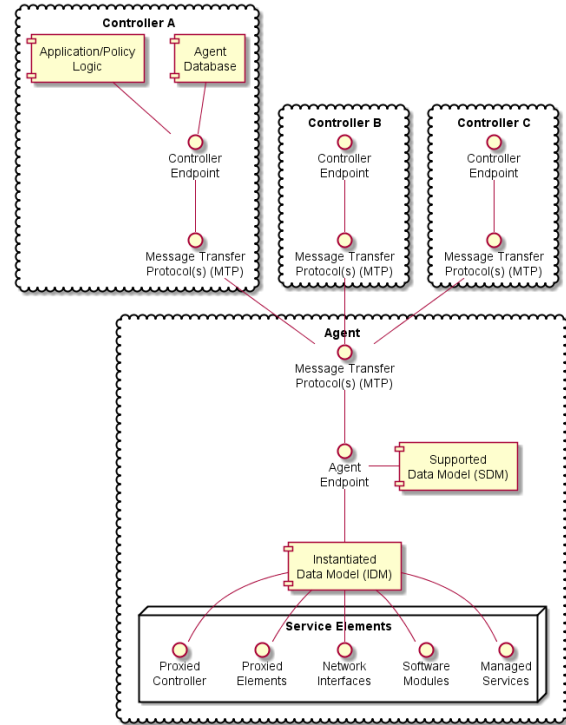 Controller A
Application/Policy
Logic
Agent
Database
Controller
Endpoint
Message Transfer
Protocol(s) (MTP)
Controller B
Controller
Endpoint
Message Transfer
Protocol(s) (MTP)
Controller C
Controller
Endpoint
Message Transfer
Protocol(s) (MTP)
Agent
Message Transfer
Protocol(s) (MTP)
Agent
Endpoint
Supported
Data Model (SDM)
Instantiated
Data Model (IDM)
Service Elements
Proxied
Controller
Proxied
Elements
Network
Interfaces
Software
Modules
Managed
Services